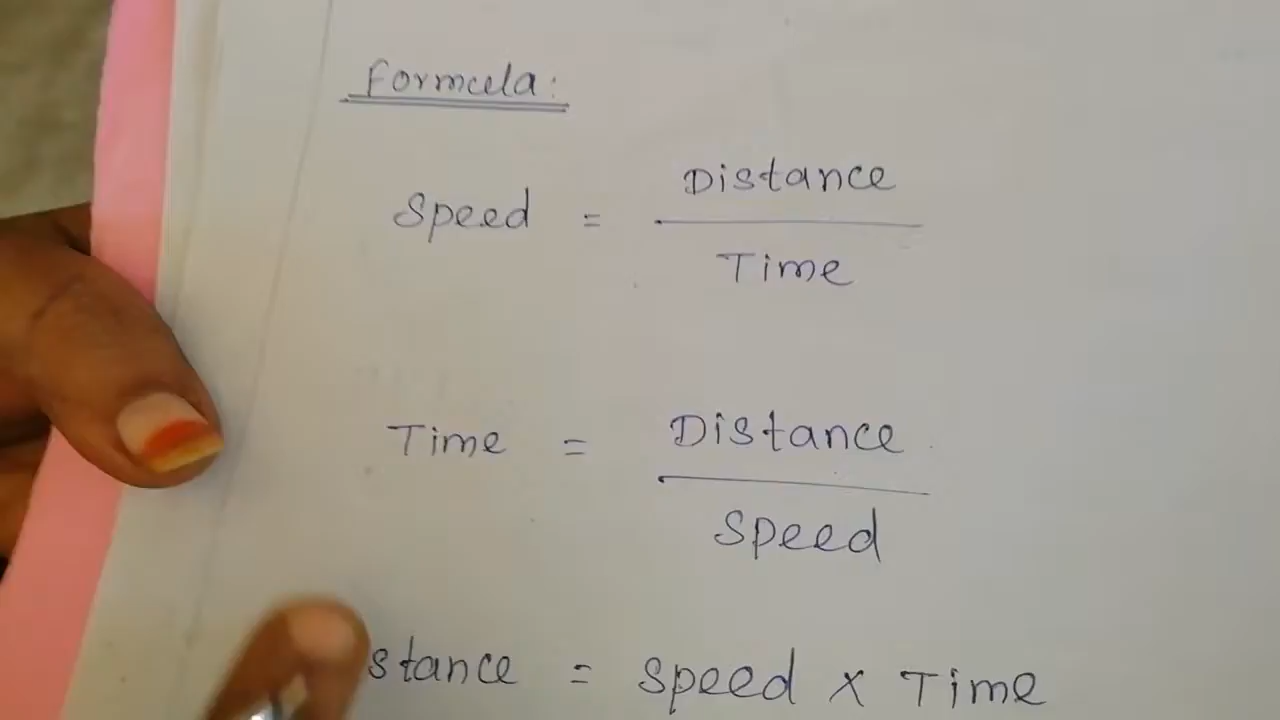 Formula:
Speed = Distance
Time
Time = Distance
Speed
stance = Speed x Time